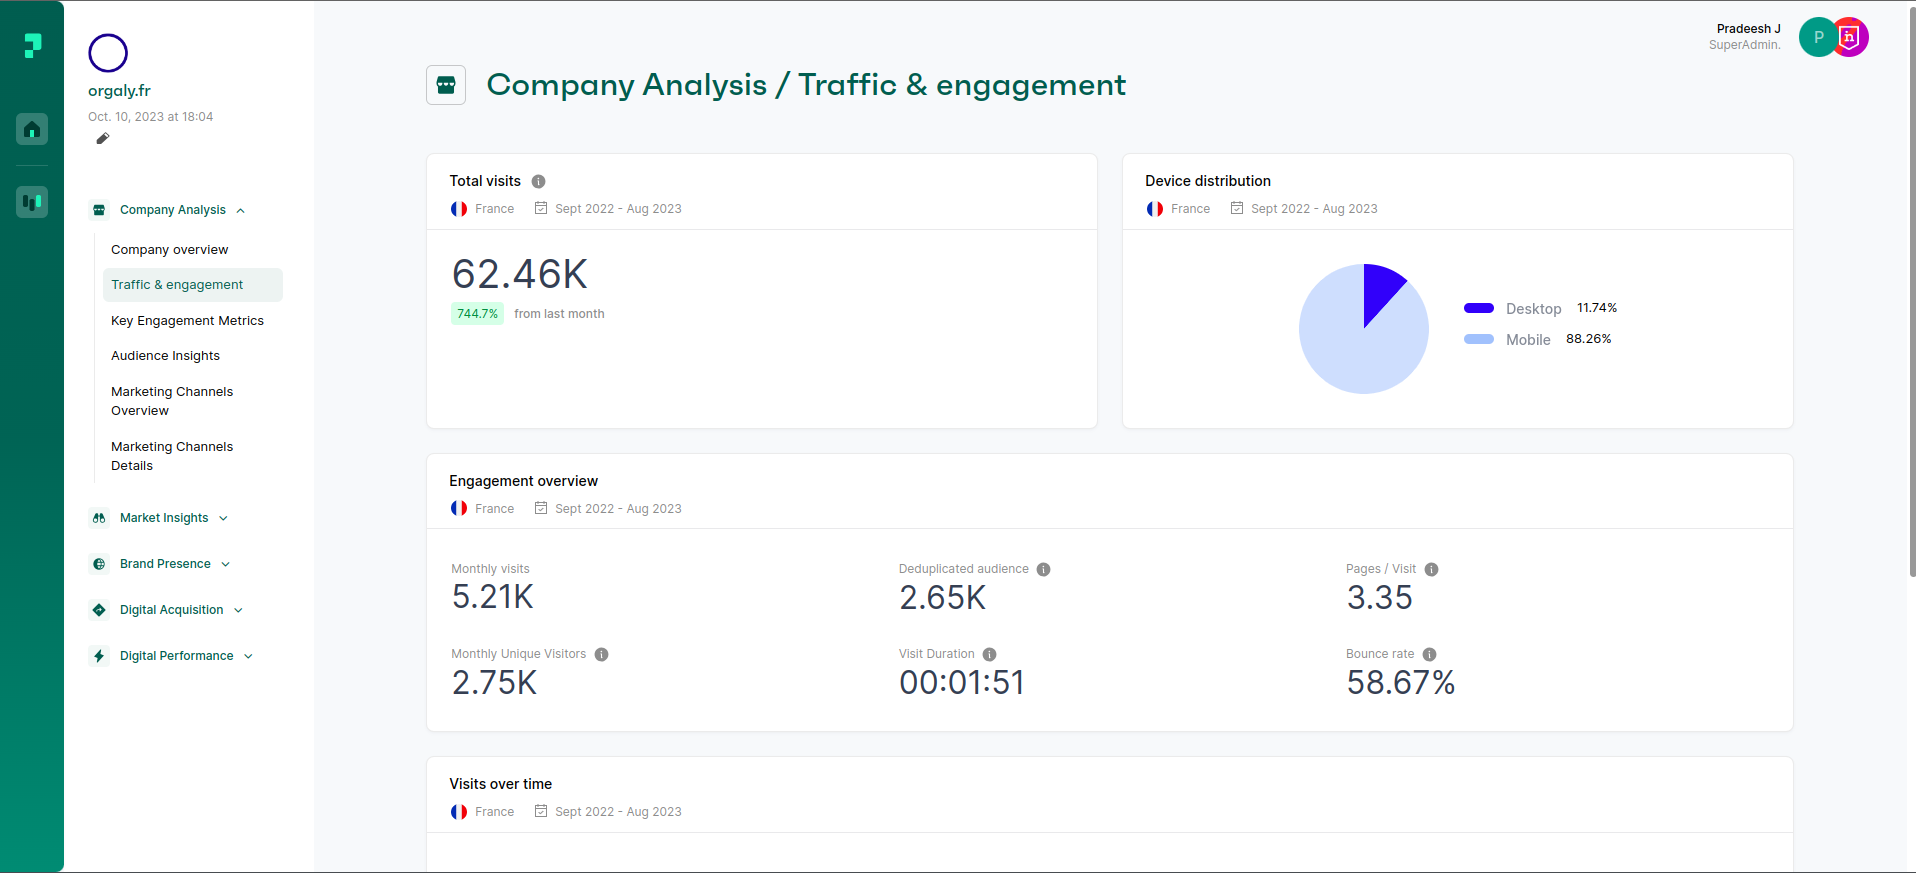 Pradeesh J
SuperAdmin.
P
in
orgaly.fr
Oct. 10, 2023 at 18:04
Company Analysis
Company overview
Traffic & engagement
Key Engagement Metrics
Audience Insights
Marketing Channels
Overview
Marketing Channels
Details
Market Insights
Brand Presence
Digital Acquisition
Digital Performance
Company Analysis / Traffic & engagement
Total visits
France Sept 2022 - Aug 2023
62.46K
744.7% from last month
Device distribution
France Sept 2022 - Aug 2023
Desktop 11.74%
Mobile 88.26%
Engagement overview
France Sept 2022 - Aug 2023
Monthly visits
5.21K
Deduplicated audience
2.65K
Pages / Visit
3.35
Monthly Unique Visitors
2.75K
Visit Duration
00:01:51
Bounce rate
58.67%
Visits over time
France Sept 2022 - Aug 2023